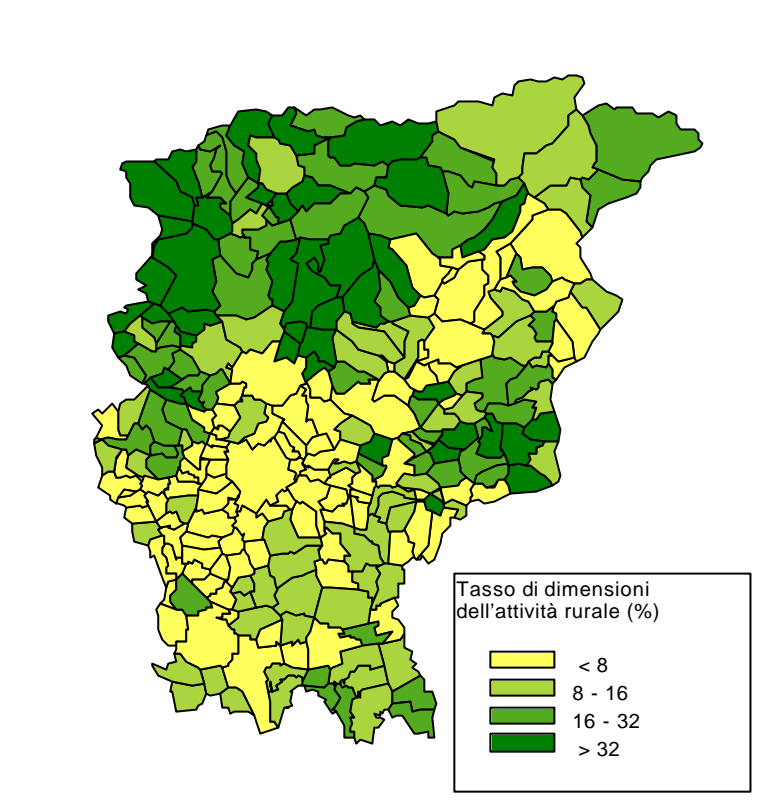 Tasso di dimensioni
dell'attività rurale (%)
< 8
8 - 16
16 - 32
> 32